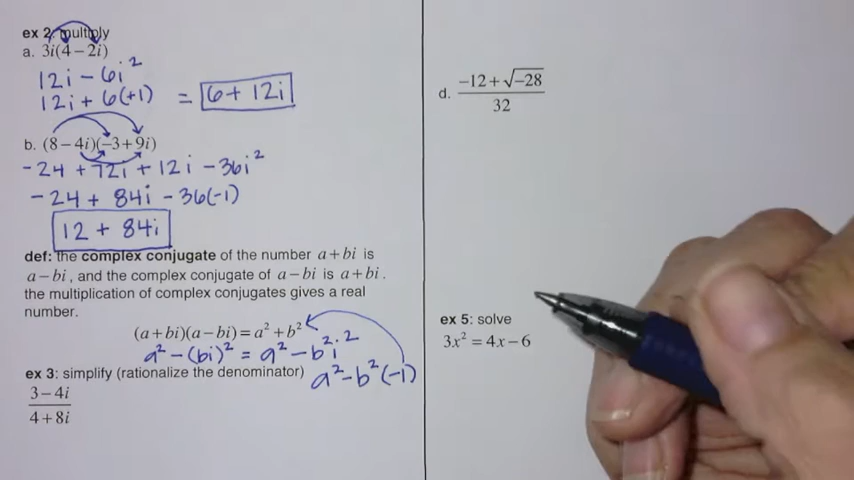 ex 2: multiply
a. 3i(4 − 2i)
12i − 6i²
12i + 6(+1) = 6 + 12i
b. (8 − 4i)(−3 + 9i)
-24 + 72i + 12i − 36i²
-24 + 84i − 36(-1)
12 + 84i
def: the complex conjugate of the number a + bi is
a − bi, and the complex conjugate of a − bi is a + bi.
the multiplication of complex conjugates gives a real
number.
(a + bi)(a − bi) = a² + b²
a² − (bi)² = a² − b²i²
a² − b²(-1)
ex 3: simplify (rationalize the denominator)
3 − 4i
4 + 8i
d. −12 + √−28
32
ex 5: solve
3x² = 4x − 6